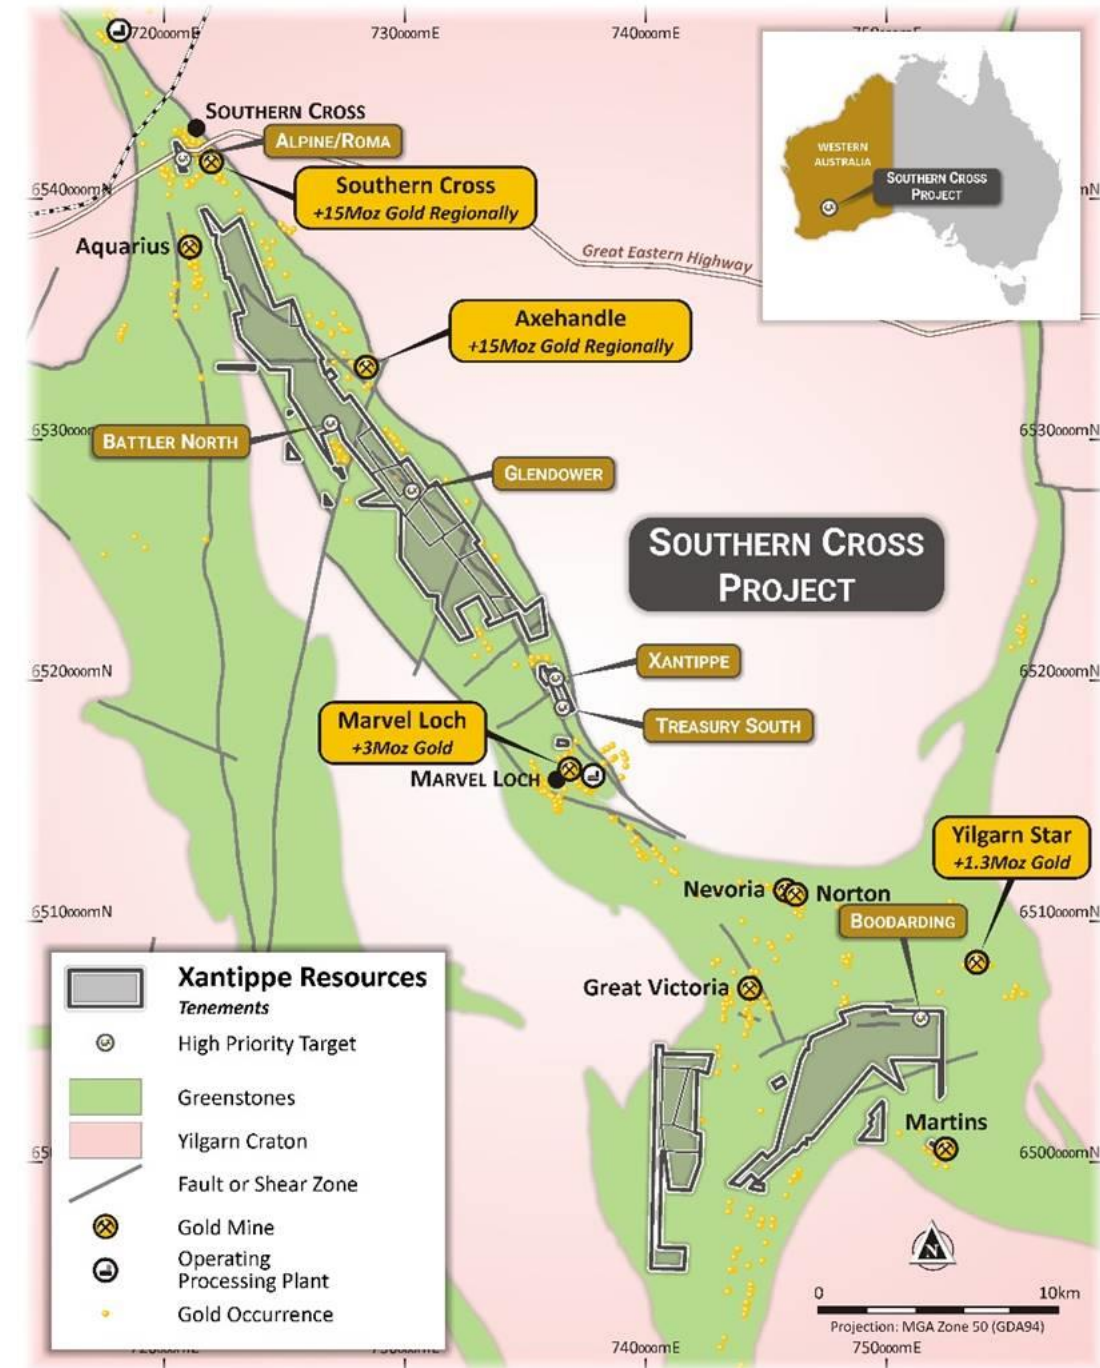 720000mE
730000mE
740000mE
SOUTHERN CROSS
ALPINE/ROMA
Southern Cross
+15Moz Gold Regionally
6540000mN
Aquarius
Great Eastern Highway
WESTERN
AUSTRALIA
SOUTHERN CROSS
PROJECT
Axehandle
+15Moz Gold Regionally
BATTLER NORTH
6530000mN
GLENDOWER
SOUTHERN CROSS
PROJECT
XANTIPPE
6520000mN
6520000mN
TREASURY SOUTH
Marvel Loch
+3Moz Gold
MARVEL LOCH
Yilgarn Star
+1.3Moz Gold
Nevoria
Norton
6510000mN
6510000mN
BOODARDING
Great Victoria
Martins
6500000mN
Xantippe Resources
Tenements
High Priority Target
Greenstones
Yilgarn Craton
Fault or Shear Zone
Gold Mine
Operating
Processing Plant
Gold Occurrence
N
0
10km
Projection: MGA Zone 50 (GDA94)
740000mE
750000mE